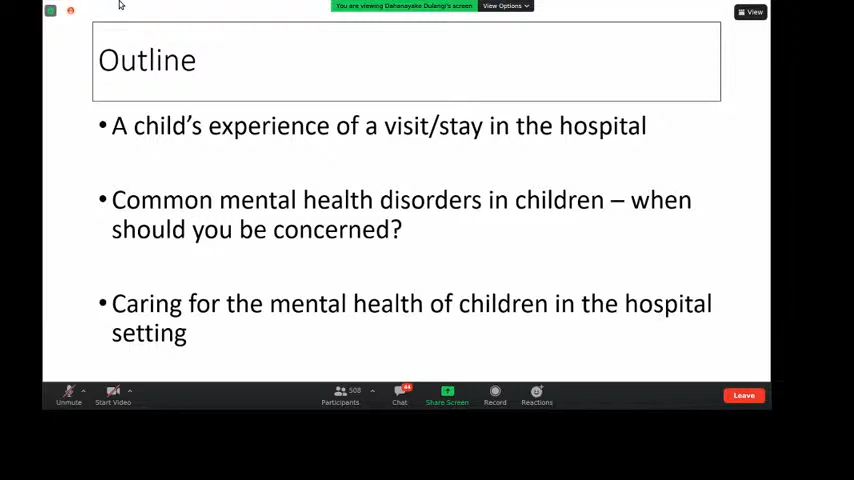 You are viewing Dahanayake Dulangi's screen
View Options
View
Outline
• A child's experience of a visit/stay in the hospital
• Common mental health disorders in children – when
should you be concerned?
• Caring for the mental health of children in the hospital
setting
Unmute
Start Video
508
Participants
44
Chat
Share Screen
Record
Reactions
Leave